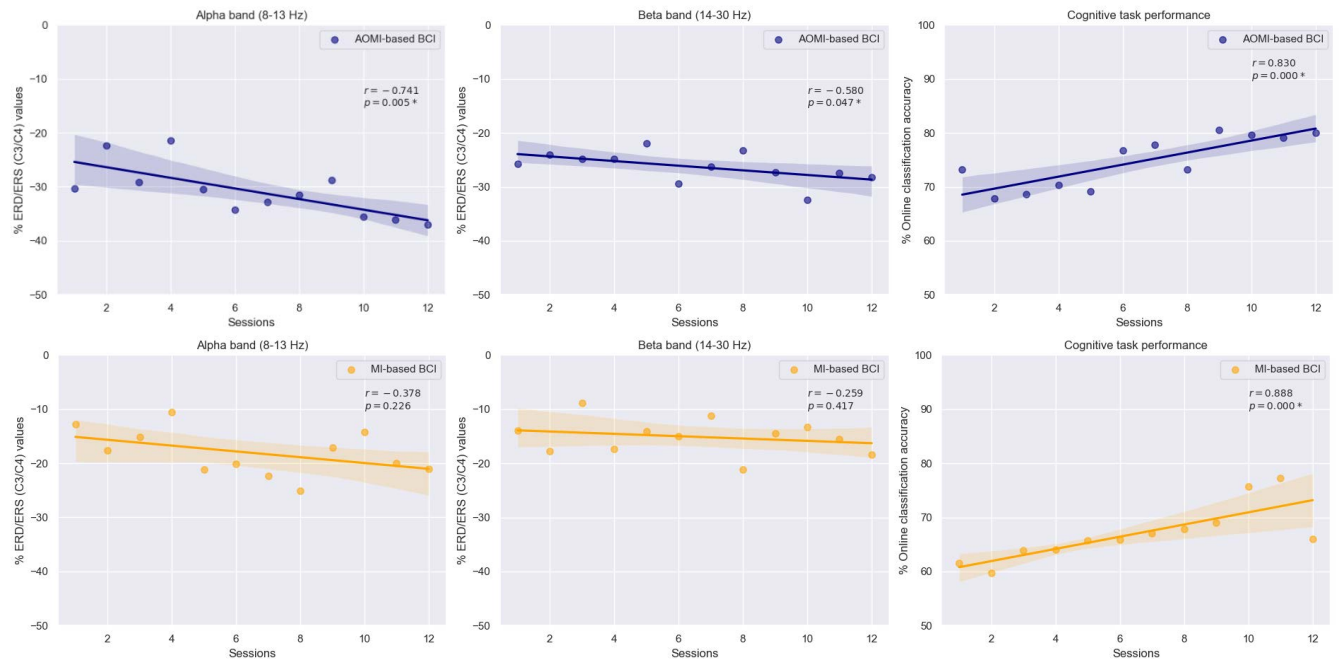 Alpha band (8-13 Hz)
AOMI-based BCI
r = −0.741
p = 0.005 *
% ERD/ERS (C3/C4) values
0
−10
−20
−30
−40
−50
2 4 6 8 10 12
Sessions
Beta band (14-30 Hz)
AOMI-based BCI
r = −0.580
p = 0.047 *
% ERD/ERS (C3/C4) values
0
−10
−20
−30
−40
−50
2 4 6 8 10 12
Sessions
Cognitive task performance
AOMI-based BCI
r = 0.830
p = 0.000 *
% Online classification accuracy
100
90
80
70
60
50
2 4 6 8 10 12
Sessions
Alpha band (8-13 Hz)
MI-based BCI
r = −0.378
p = 0.226
% ERD/ERS (C3/C4) values
0
−10
−20
−30
−40
−50
2 4 6 8 10 12
Sessions
Beta band (14-30 Hz)
MI-based BCI
r = −0.259
p = 0.417
% ERD/ERS (C3/C4) values
0
−10
−20
−30
−40
−50
2 4 6 8 10 12
Sessions
Cognitive task performance
MI-based BCI
r = 0.888
p = 0.000 *
% Online classification accuracy
100
90
80
70
60
50
2 4 6 8 10 12
Sessions